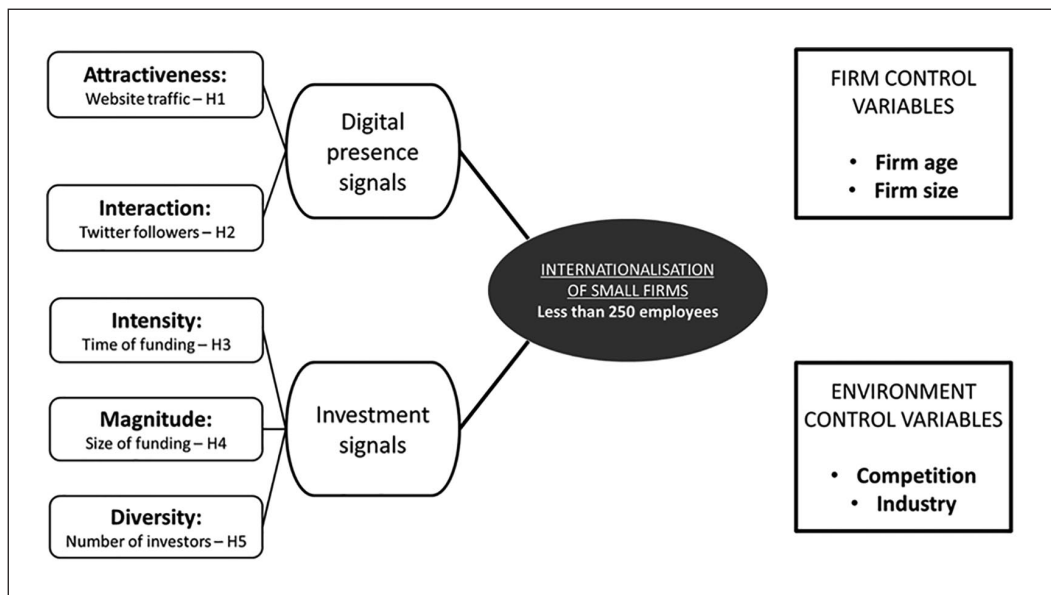 Attractiveness:
Website traffic – H1
Interaction:
Twitter followers – H2
Intensity:
Time of funding – H3
Magnitude:
Size of funding – H4
Diversity:
Number of investors – H5
Digital
presence
signals
Investment
signals
INTERNATIONALISATION
OF SMALL FIRMS
Less than 250 employees
FIRM CONTROL
VARIABLES
• Firm age
• Firm size
ENVIRONMENT
CONTROL VARIABLES
• Competition
• Industry